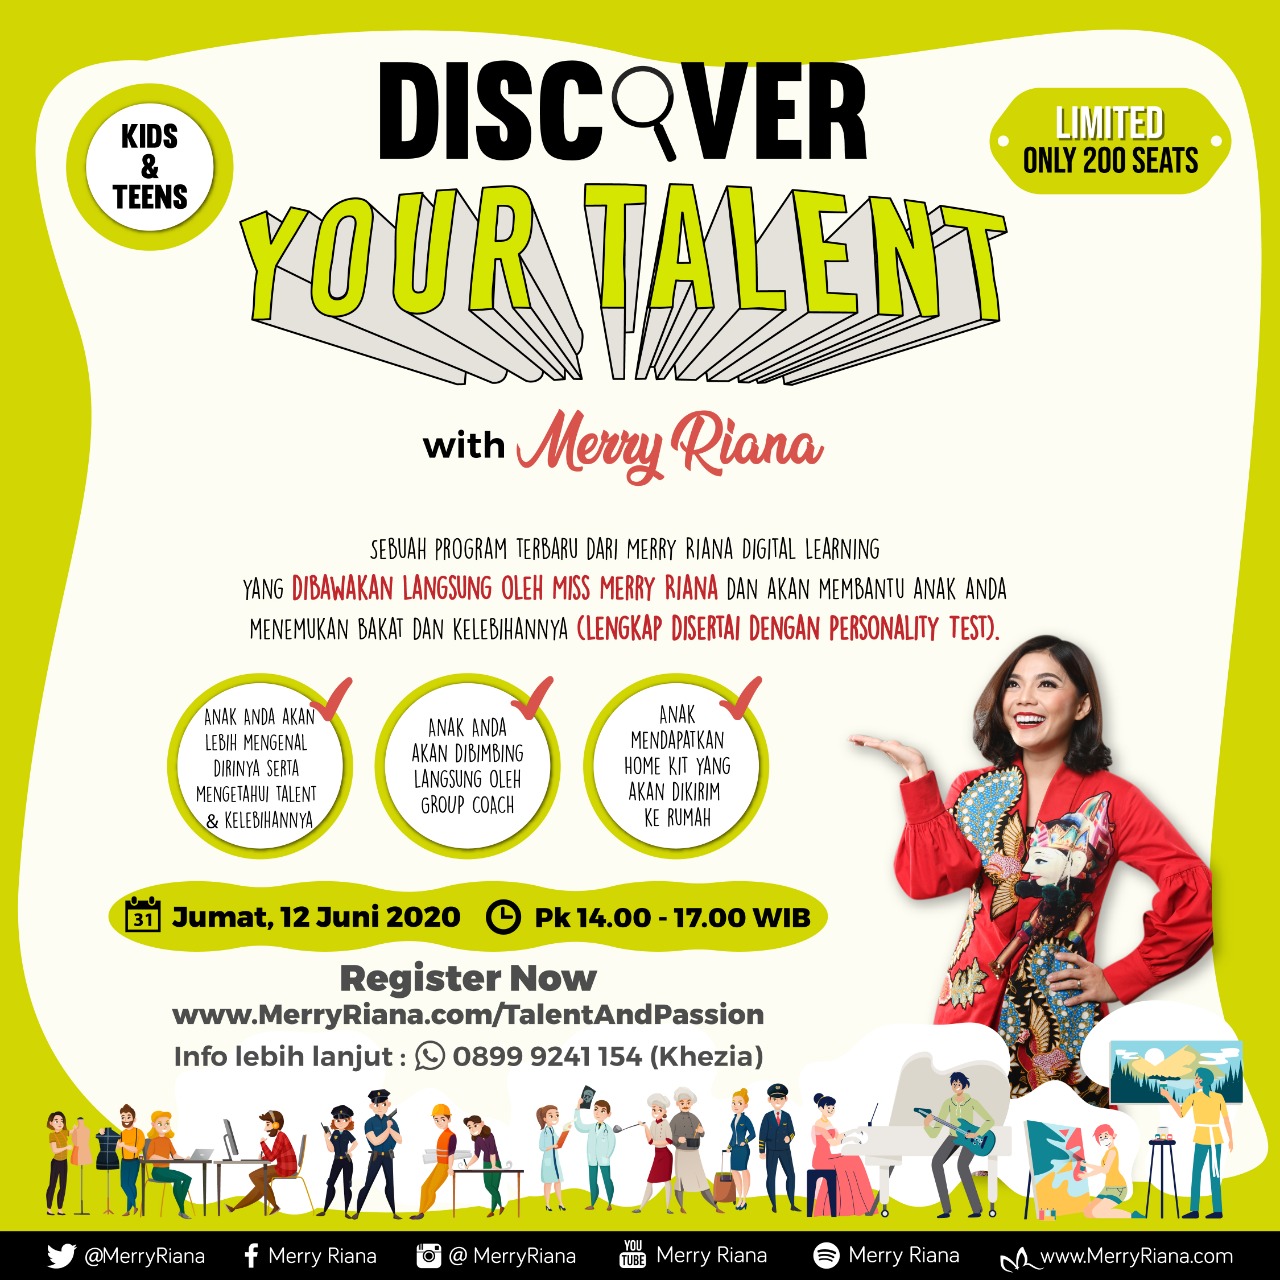 KIDS
&
TEENS
DISCOVER
LIMITED
ONLY 200 SEATS
YOUR TALENT
with Merry Riana
SEBUAH PROGRAM TERBARU DARI MERRY RIANA DIGITAL LEARNING
YANG DIBAWAKAN LANGSUNG OLEH MISS MERRY RIANA DAN AKAN MEMBANTU ANAK ANDA
MENEMUKAN BAKAT DAN KELEBIHANNYA (LENGKAP DISERTAI DENGAN PERSONALITY TEST).
ANAK ANDA AKAN
LEBIH MENGENAL
DIRINYA SERTA
MENGETAHUI TALENT
& KELEBIHANNYA
ANAK ANDA
AKAN DIBIMBING
LANGSUNG OLEH
GROUP COACH
ANAK
MENDAPATKAN
HOME KIT YANG
AKAN DIKIRIM
KE RUMAH
31 Jumat, 12 Juni 2020 Pk 14.00 - 17.00 WIB
Register Now
www.MerryRiana.com/TalentAndPassion
Info lebih lanjut : 0899 9241 154 (Khezia)
@MerryRiana f Merry Riana @ MerryRiana YOU TUBE Merry Riana Merry Riana www.MerryRiana.com